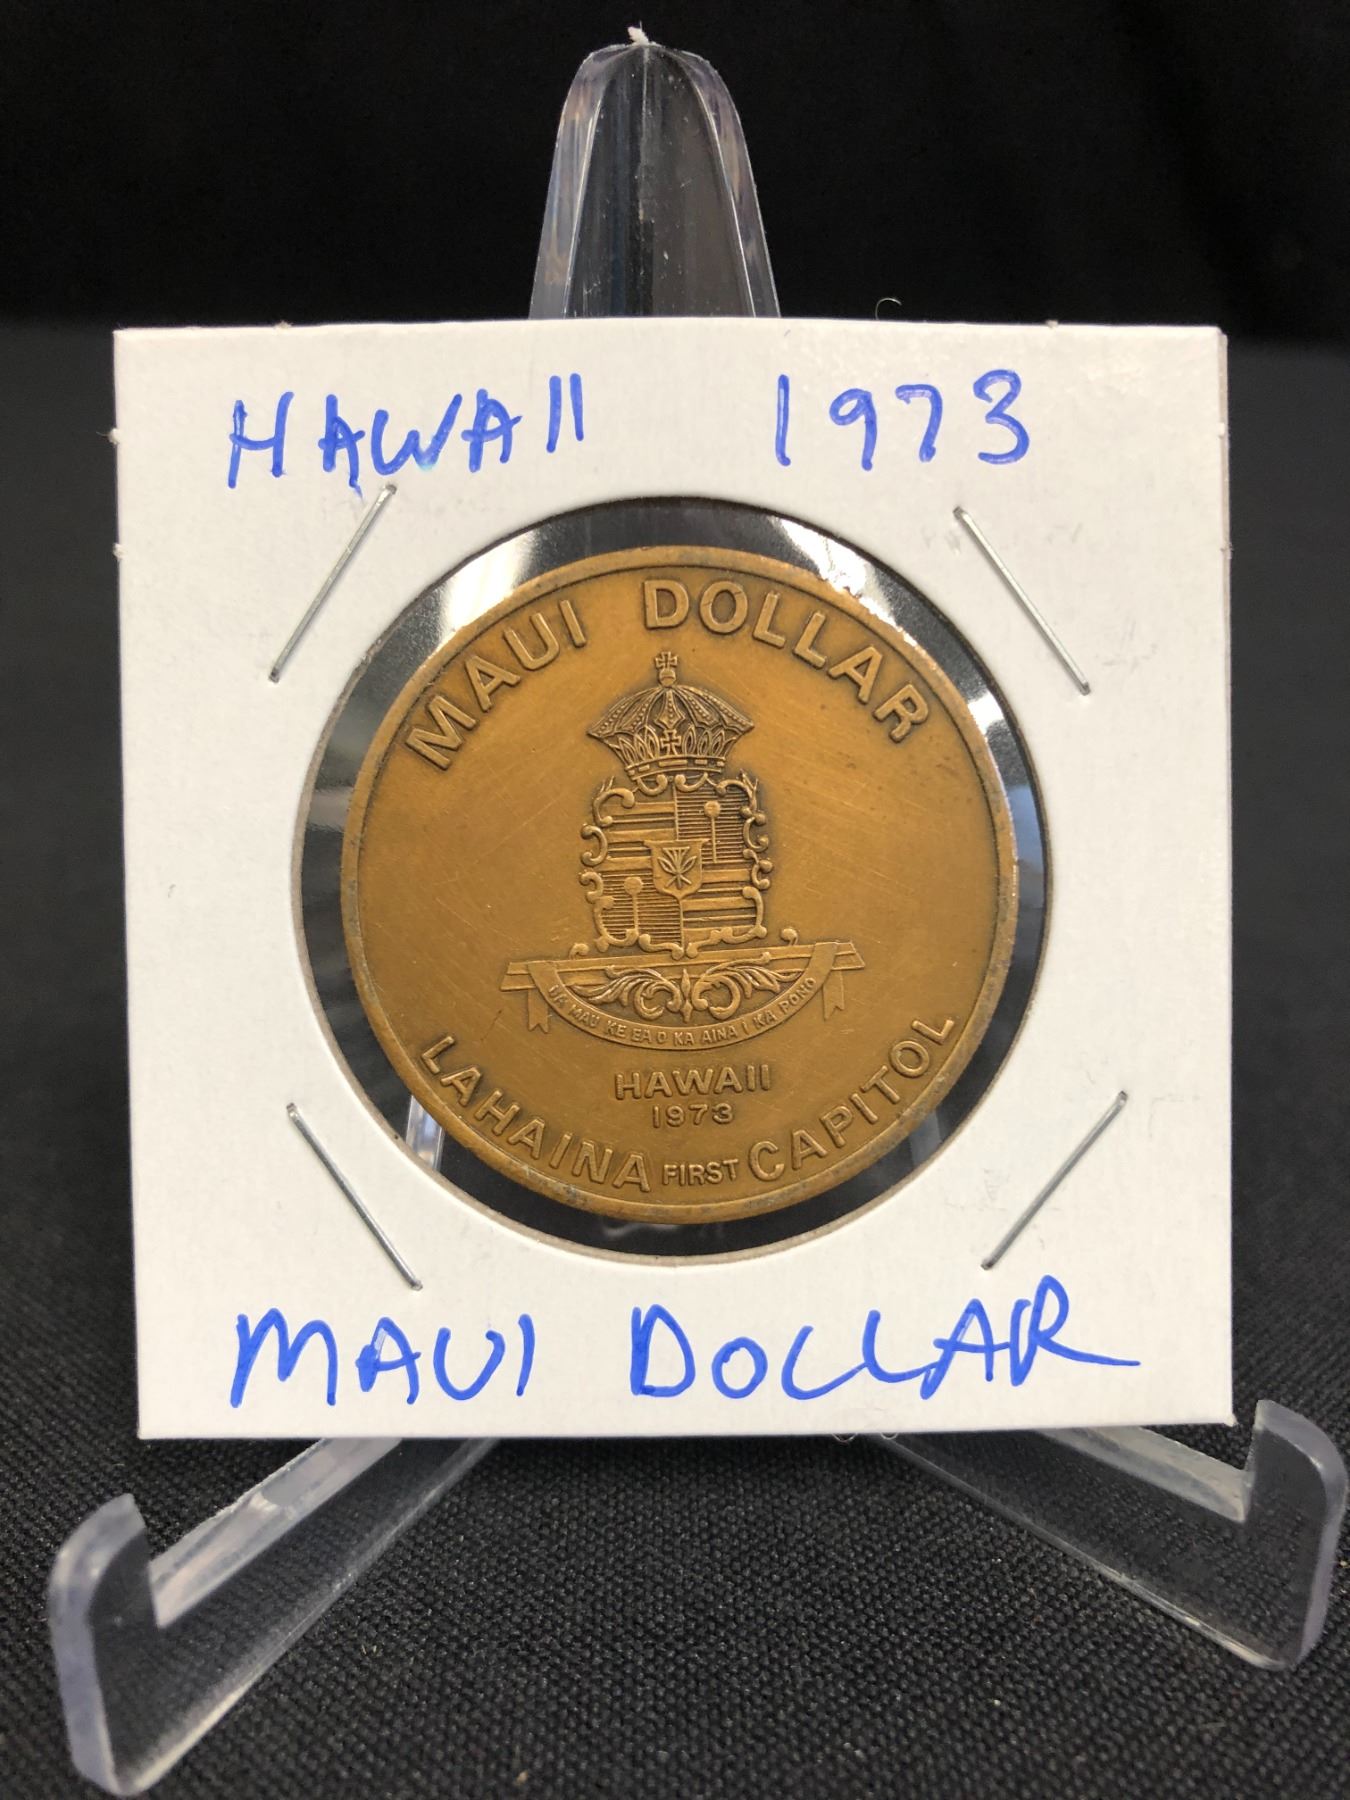 HAWAII 1973
MAUI DOLLAR
UA MAU KE EA O KA AINA I KA PONO
HAWAII
1973
LAHAINA FIRST CAPITOL
MAUI DOLLAR